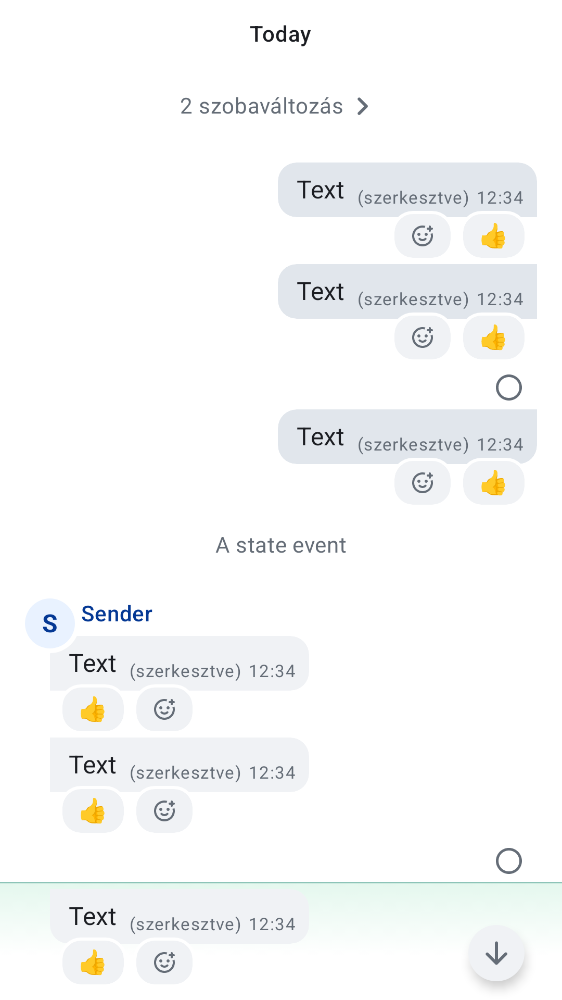 Today
2 szobaváltozás
Text (szerkesztve) 12:34
👍
Text (szerkesztve) 12:34
👍
Text (szerkesztve) 12:34
👍
A state event
S Sender
Text (szerkesztve) 12:34
👍
Text (szerkesztve) 12:34
👍
Text (szerkesztve) 12:34
👍